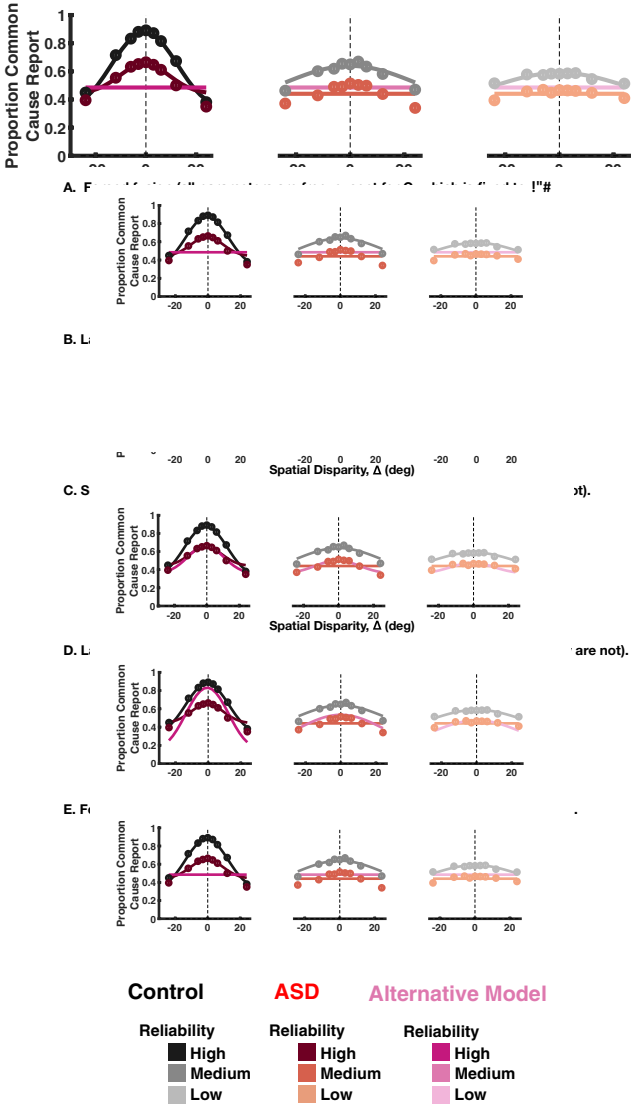 Proportion Common
Cause Report
1
0.8
0.6
0.4
0.2
0
A.
!"#
Proportion Common
Cause Report
1
0.8
0.6
0.4
0.2
0
-20 0 20 -20 0 20 -20 0 20
B.
-20 0 20 -20 0 20 -20 0 20
Spatial Disparity, Δ (deg)
C. S
ot).
Proportion Common
Cause Report
1
0.8
0.6
0.4
0.2
0
-20 0 20 -20 0 20 -20 0 20
Spatial Disparity, Δ (deg)
D. La
are not).
Proportion Common
Cause Report
1
0.8
0.6
0.4
0.2
0
-20 0 20 -20 0 20 -20 0 20
E. Fo
.
Proportion Common
Cause Report
1
0.8
0.6
0.4
0.2
0
-20 0 20 -20 0 20 -20 0 20
Control ASD Alternative Model
Reliability Reliability Reliability
High High High
Medium Medium Medium
Low Low Low